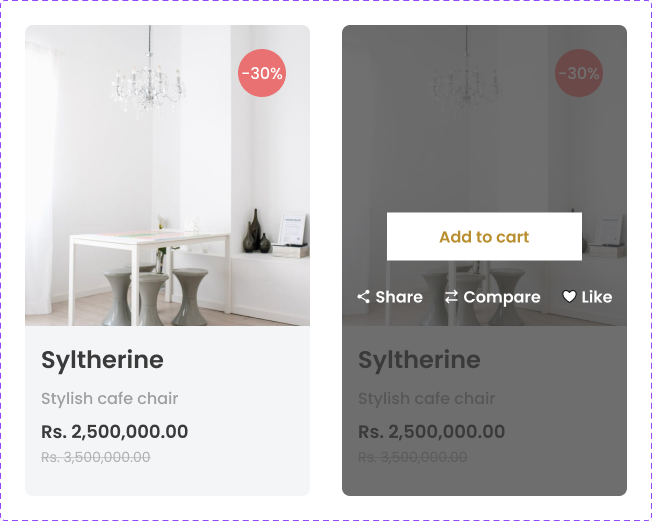 -30%
Syltherine
Stylish cafe chair
Rs. 2,500,000.00
Rs. 3,500,000.00
-30%
Add to cart
Share Compare Like
Syltherine
Stylish cafe chair
Rs. 2,500,000.00
Rs. 3,500,000.00